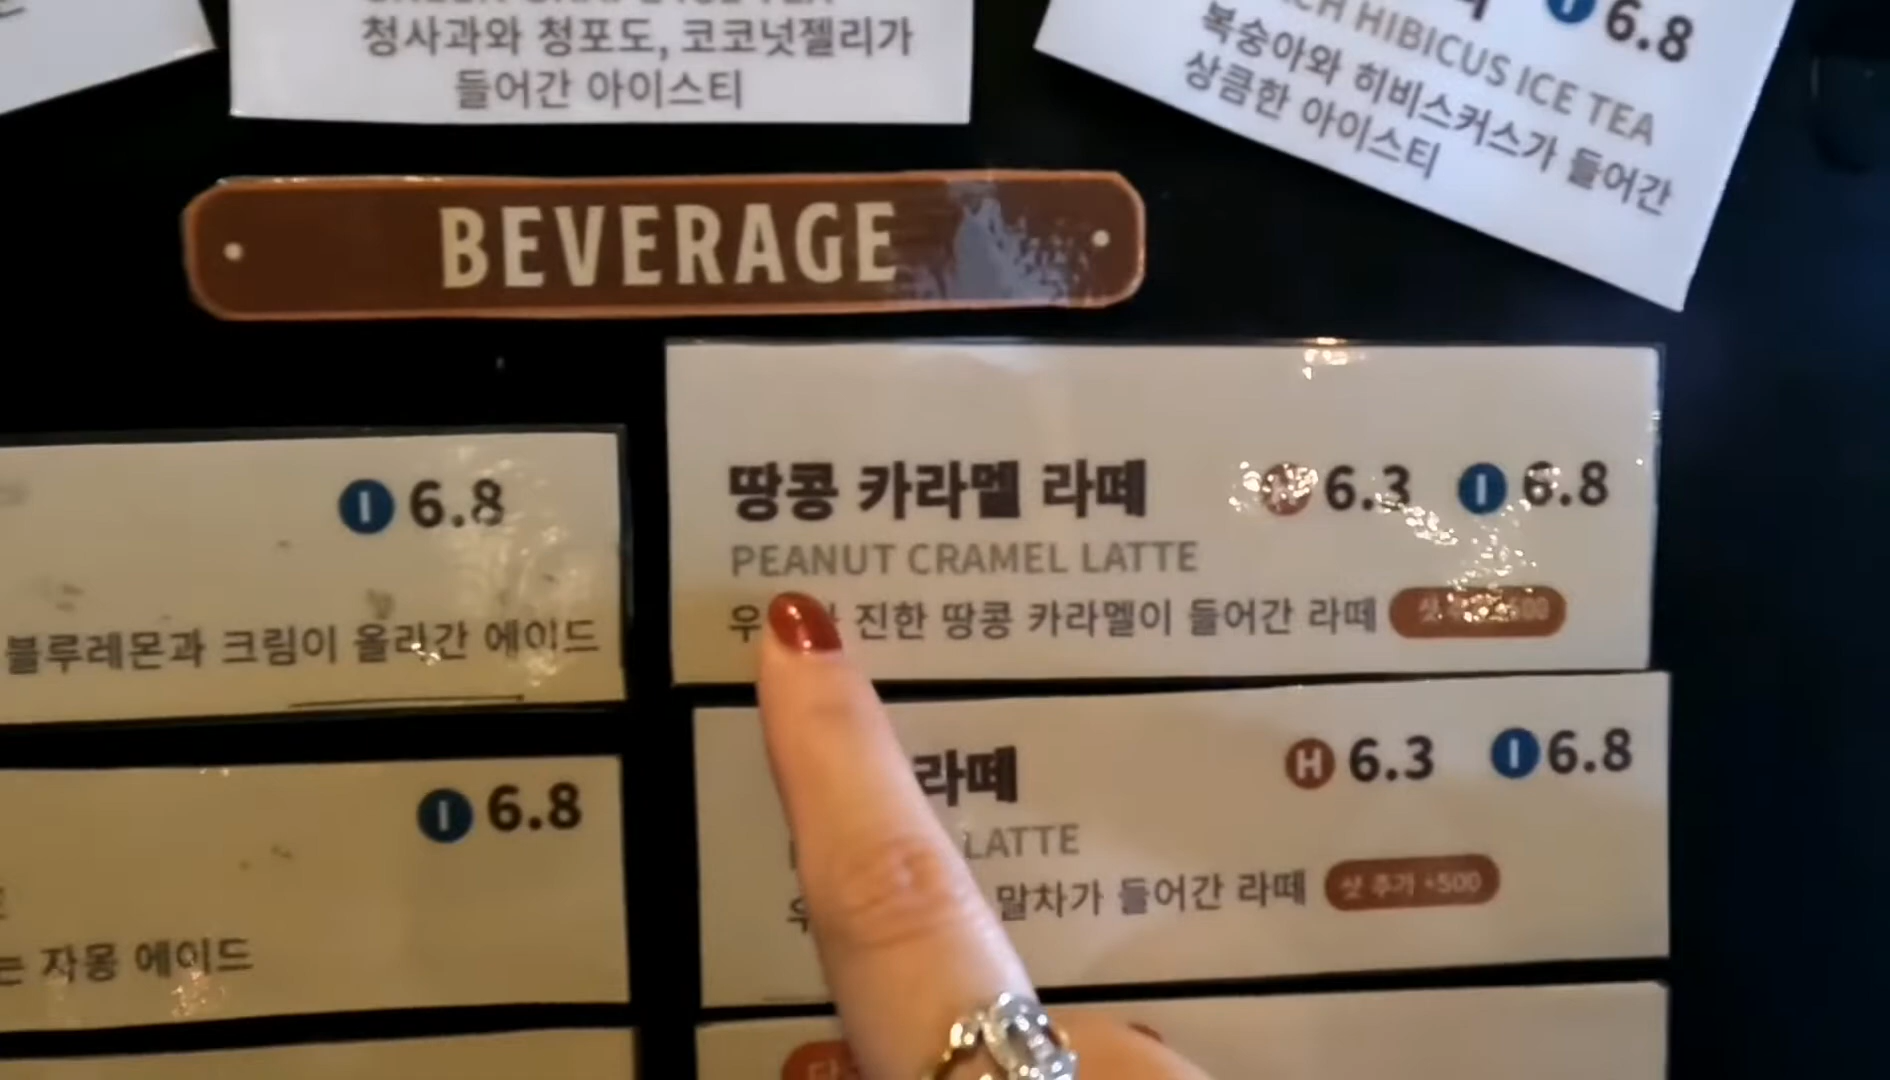 청사과와 청포도, 코코넛젤리가
들어간 아이스티
I 6.8
HIBICUS ICE TEA
복숭아와 히비스커스가 들어간
상큼한 아이스티
BEVERAGE
I 6.8
블루레몬과 크림이 올라간 에이드
I 6.8
자몽 에이드
땅콩 카라멜 라떼 H 6.3 I 6.8
PEANUT CRAMEL LATTE
진한 땅콩 카라멜이 들어간 라떼
라떼 H 6.3 I 6.8
LATTE
말차가 들어간 라떼 샷 추가 +500